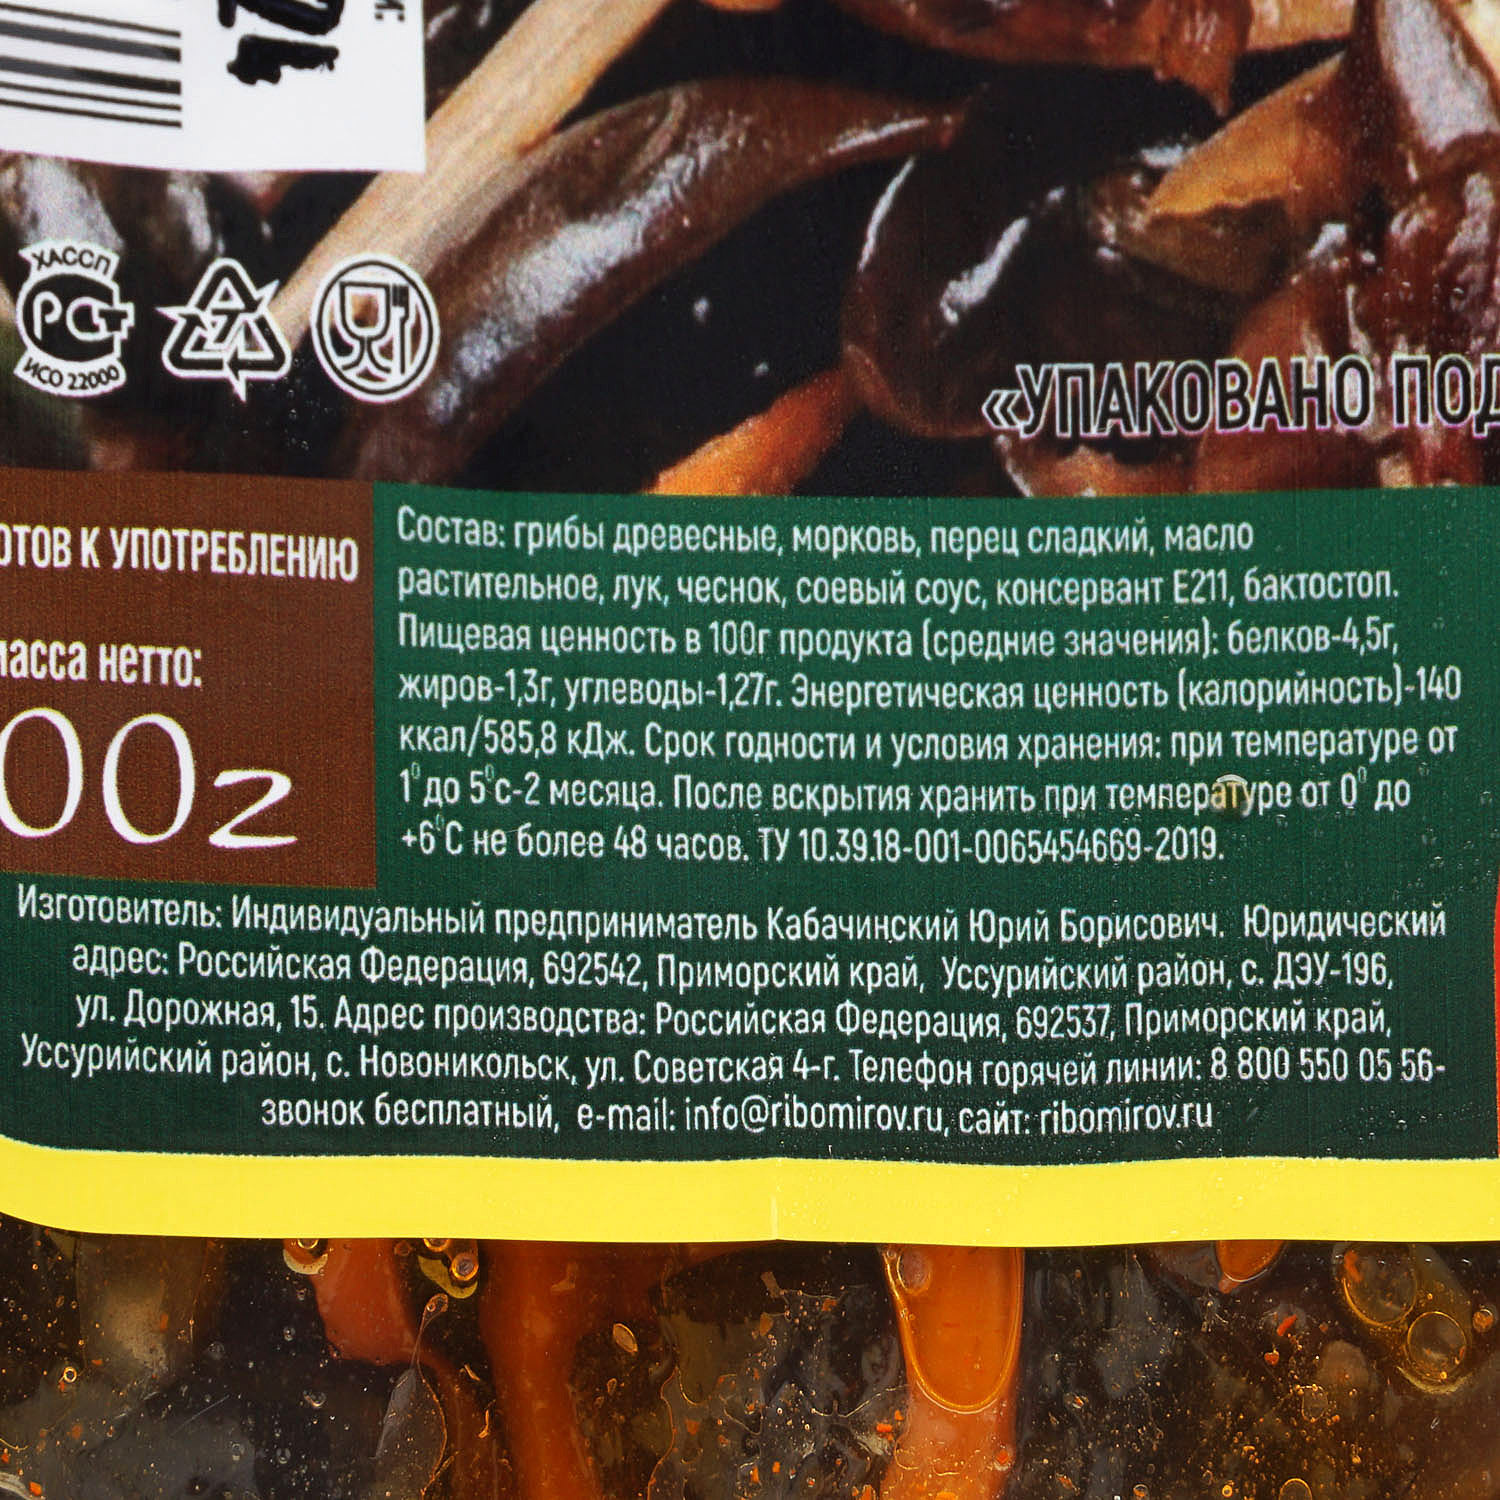 ХАССП
РСТ
ИСО 22000
7
«УПАКОВАНО ПОД
ОТОВ К УПОТРЕБЛЕНИЮ
масса нетто:
00г
Состав: грибы древесные, морковь, перец сладкий, масло
растительное, лук, чеснок, соевый соус, консервант Е211, бактостоп.
Пищевая ценность в 100г продукта (средние значения): белков-4,5г,
жиров-1,3г, углеводы-1,27г. Энергетическая ценность (калорийность)-140
ккал/585,8 кДж. Срок годности и условия хранения: при температуре от
1⁰ до 5⁰с-2 месяца. После вскрытия хранить при температуре от 0⁰ до
+6⁰С не более 48 часов. ТУ 10.39.18-001-0065454669-2019.
Изготовитель: Индивидуальный предприниматель Кабачинский Юрий Борисович. Юридический
адрес: Российская Федерация, 692542, Приморский край, Уссурийский район, с. ДЭУ-196,
ул. Дорожная, 15. Адрес производства: Российская Федерация, 692537, Приморский край,
Уссурийский район, с. Новоникольск, ул. Советская 4-г. Телефон горячей линии: 8 800 550 05 56-
звонок бесплатный, e-mail: info@ribomirov.ru, сайт: ribomirov.ru